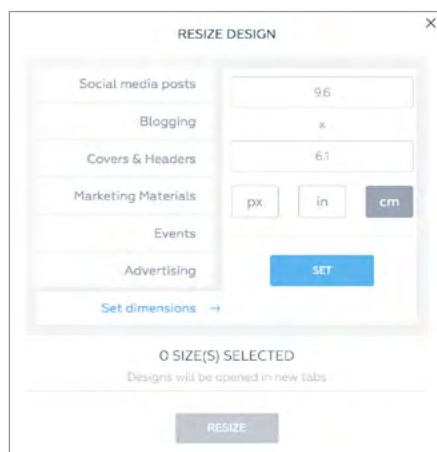 RESIZE DESIGN
Social media posts
Blogging
Covers & Headers
Marketing Materials
Events
Advertising
Set dimensions →
9.6
x
6.1
px in cm
SET
0 SIZE(S) SELECTED
Designs will be opened in new tabs
RESIZE